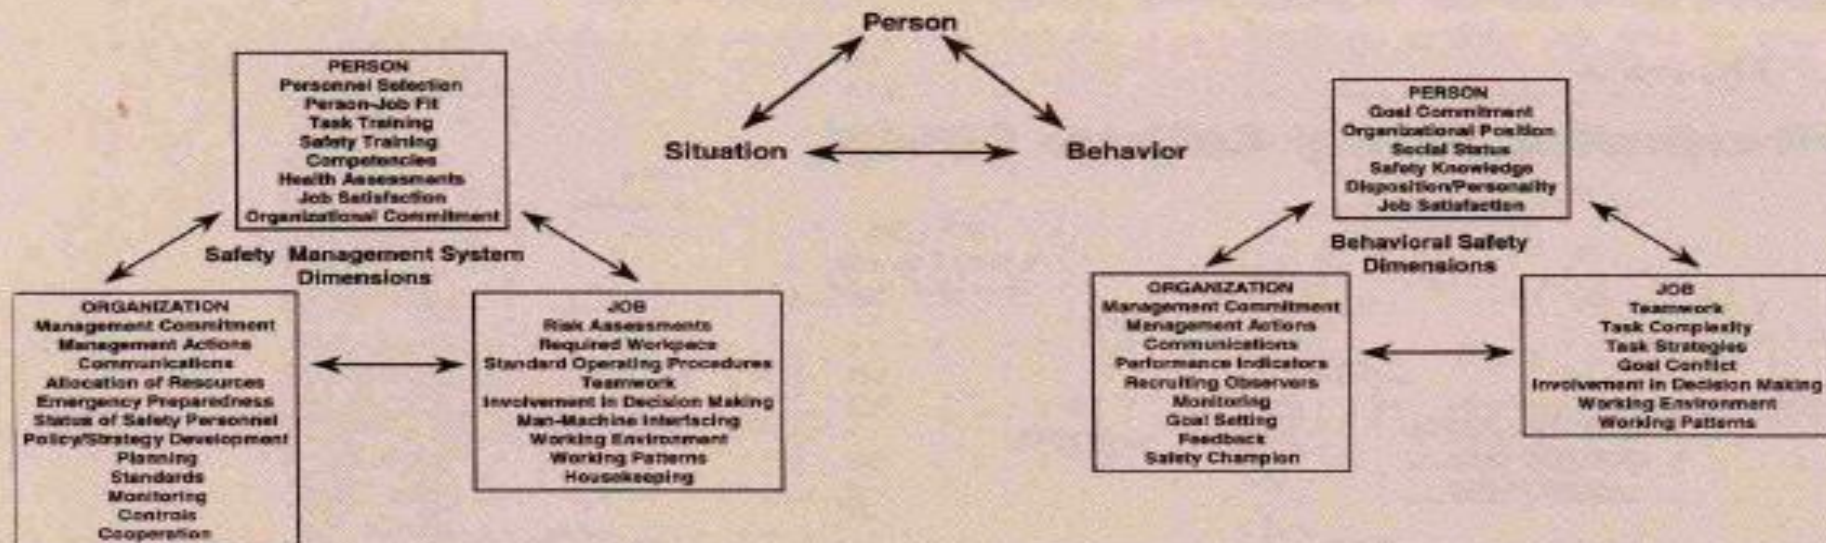 Person
Situation
Behavior
PERSON
Personnel Selection
Person-Job Fit
Task Training
Safety Training
Competencies
Health Assessments
Job Satisfaction
Organizational Commitment
Safety Management System
Dimensions
ORGANIZATION
Management Commitment
Management Actions
Communications
Allocation of Resources
Emergency Preparedness
Status of Safety Personnel
Policy/Strategy Development
Planning
Standards
Monitoring
Controls
Cooperation
JOB
Risk Assessments
Required Workpace
Standard Operating Procedures
Teamwork
Involvement in Decision Making
Man-Machine Interfacing
Working Environment
Working Patterns
Housekeeping
PERSON
Goal Commitment
Organizational Position
Social Status
Safety Knowledge
Disposition/Personality
Job Satisfaction
Behavioral Safety
Dimensions
ORGANIZATION
Management Commitment
Management Actions
Communications
Performance Indicators
Recruiting Observers
Monitoring
Goal Setting
Feedback
Safety Champion
JOB
Teamwork
Task Complexity
Task Strategies
Goal Conflict
Involvement in Decision Making
Working Environment
Working Patterns